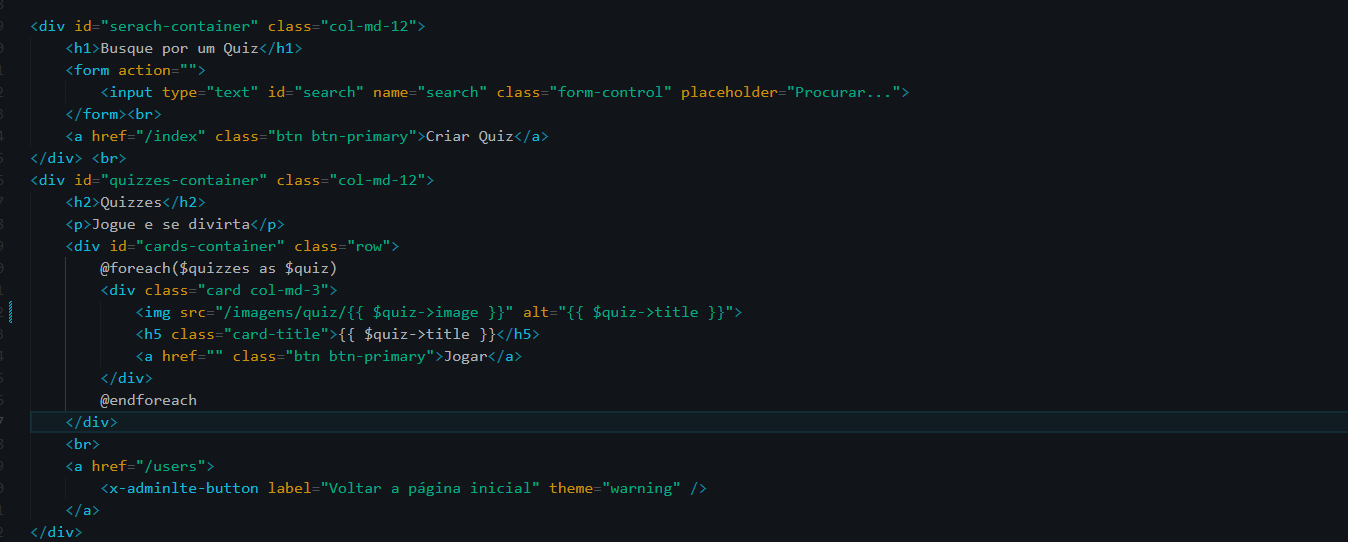 <div id="serach-container" class="col-md-12">
<h1>Busque por um Quiz</h1>
<form action="">
<input type="text" id="search" name="search" class="form-control" placeholder="Procurar...">
</form><br>
<a href="/index" class="btn btn-primary">Criar Quiz</a>
</div> <br>
<div id="quizzes-container" class="col-md-12">
<h2>Quizzes</h2>
<p>Jogue e se divirta</p>
<div id="cards-container" class="row">
@foreach($quizzes as $quiz)
<div class="card col-md-3">
<img src="/imagens/quiz/{{ $quiz->image }}" alt="{{ $quiz->title }}">
<h5 class="card-title">{{ $quiz->title }}</h5>
<a href="" class="btn btn-primary">Jogar</a>
</div>
@endforeach
</div>
<br>
<a href="/users">
<x-adminlte-button label="Voltar a página inicial" theme="warning" />
</a>
</div>